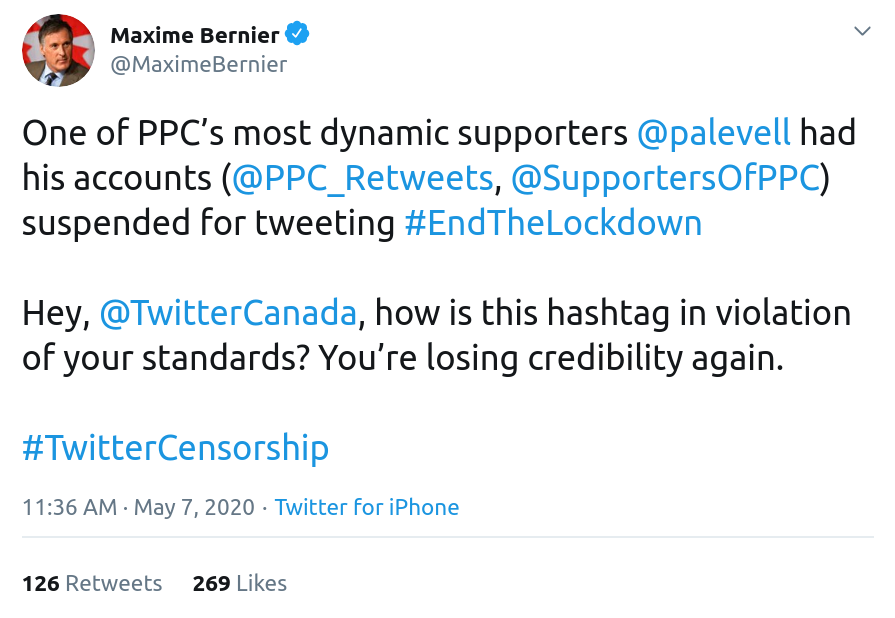 Maxime Bernier
@MaximeBernier
One of PPC’s most dynamic supporters @palevell had
his accounts (@PPC_Retweets, @SupportersOfPPC)
suspended for tweeting #EndTheLockdown
Hey, @TwitterCanada, how is this hashtag in violation
of your standards? You’re losing credibility again.
#TwitterCensorship
11:36 AM · May 7, 2020 · Twitter for iPhone
126 Retweets 269 Likes